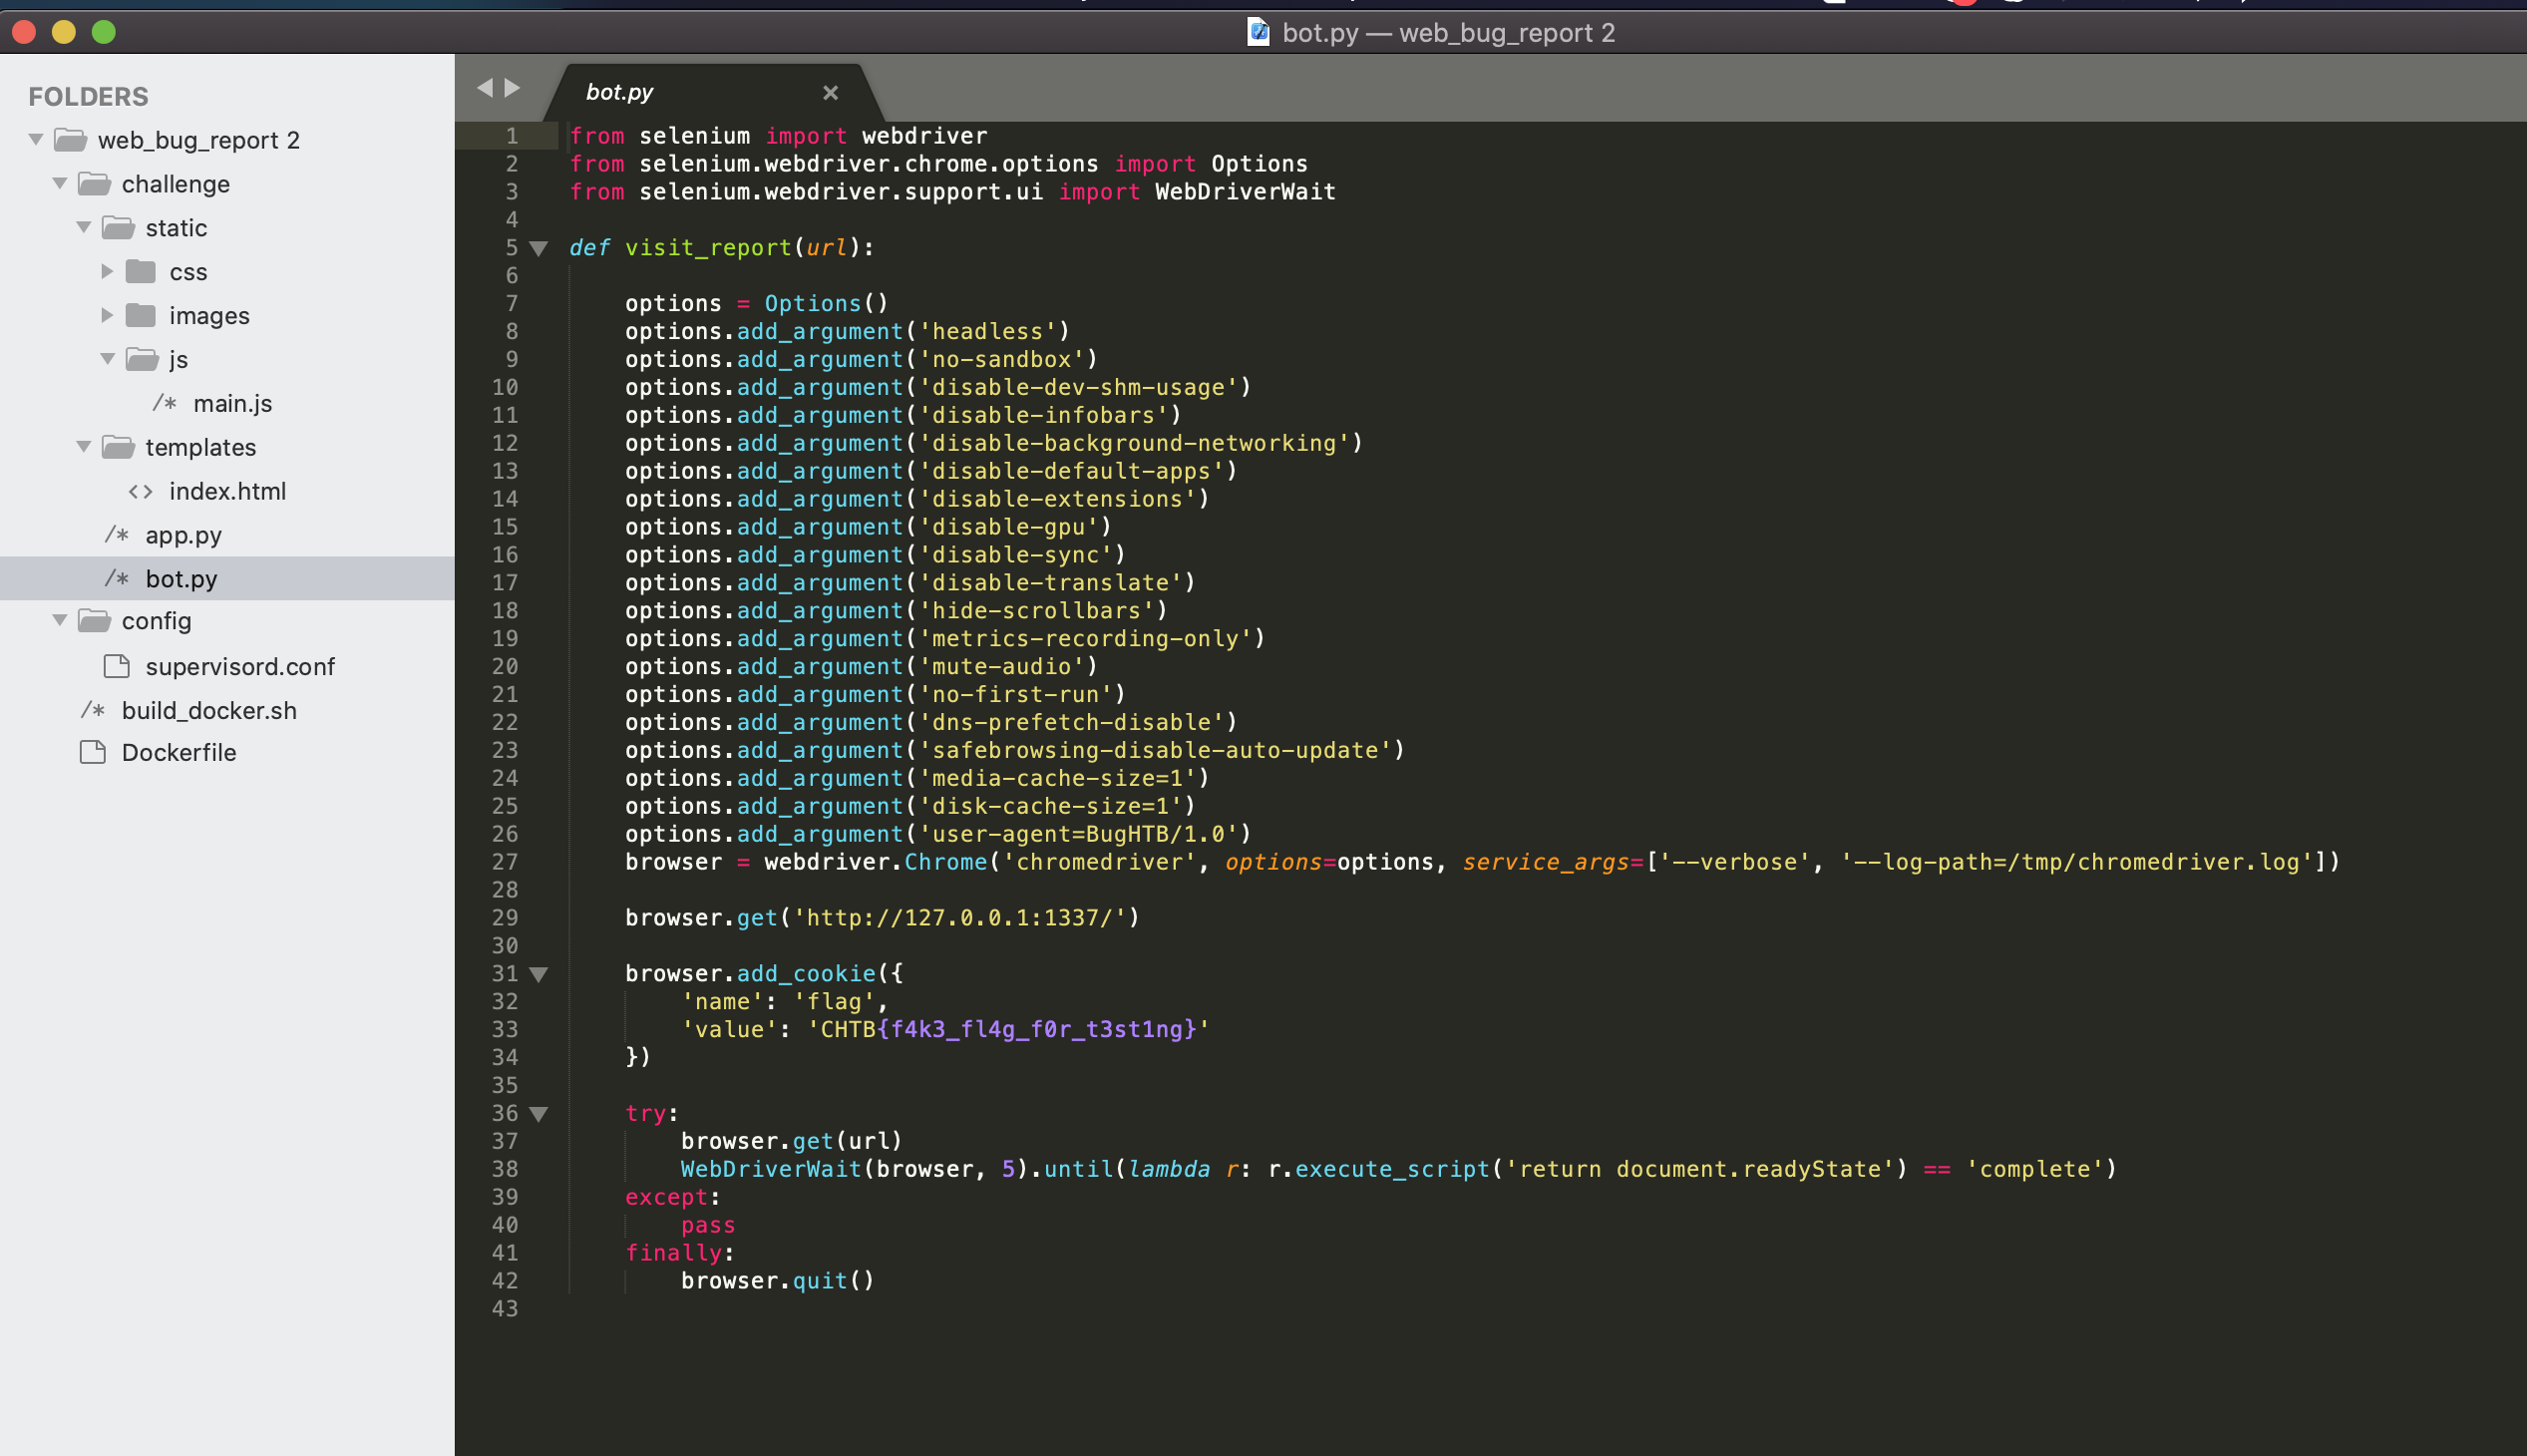 bot.py — web_bug_report 2
FOLDERS
web_bug_report 2
challenge
static
css
images
js
/* main.js
templates
<> index.html
/* app.py
/* bot.py
config
supervisord.conf
/* build_docker.sh
Dockerfile
bot.py ×
1 from selenium import webdriver
2 from selenium.webdriver.chrome.options import Options
3 from selenium.webdriver.support.ui import WebDriverWait
4
5 def visit_report(url):
6
7     options = Options()
8     options.add_argument('headless')
9     options.add_argument('no-sandbox')
10     options.add_argument('disable-dev-shm-usage')
11     options.add_argument('disable-infobars')
12     options.add_argument('disable-background-networking')
13     options.add_argument('disable-default-apps')
14     options.add_argument('disable-extensions')
15     options.add_argument('disable-gpu')
16     options.add_argument('disable-sync')
17     options.add_argument('disable-translate')
18     options.add_argument('hide-scrollbars')
19     options.add_argument('metrics-recording-only')
20     options.add_argument('mute-audio')
21     options.add_argument('no-first-run')
22     options.add_argument('dns-prefetch-disable')
23     options.add_argument('safebrowsing-disable-auto-update')
24     options.add_argument('media-cache-size=1')
25     options.add_argument('disk-cache-size=1')
26     options.add_argument('user-agent=BugHTB/1.0')
27     browser = webdriver.Chrome('chromedriver', options=options, service_args=['--verbose', '--log-path=/tmp/chromedriver.log'])
28
29     browser.get('http://127.0.0.1:1337/')
30
31     browser.add_cookie({
32         'name': 'flag',
33         'value': 'CHTB{f4k3_fl4g_f0r_t3st1ng}'
34     })
35
36     try:
37         browser.get(url)
38         WebDriverWait(browser, 5).until(lambda r: r.execute_script('return document.readyState') == 'complete')
39     except:
40         pass
41     finally:
42         browser.quit()
43